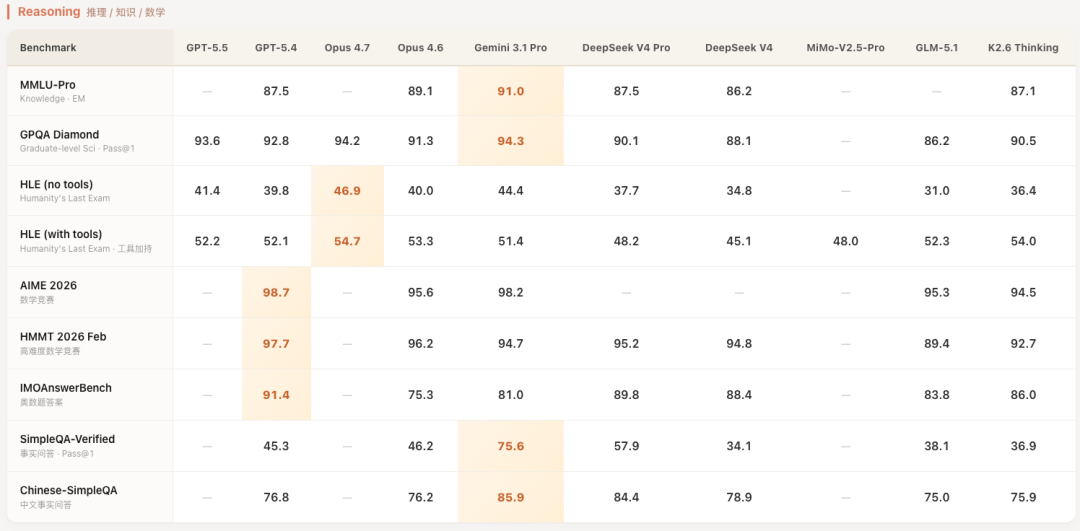 Reasoning 推理 / 知识 / 数学
Benchmark GPT-5.5 GPT-5.4 Opus 4.7 Opus 4.6 Gemini 3.1 Pro DeepSeek V4 Pro DeepSeek V4 MiMo-V2.5-Pro GLM-5.1 K2.6 Thinking
MMLU-Pro
Knowledge · EM
— 87.5 — 89.1 91.0 87.5 86.2 — — 87.1
GPQA Diamond
Graduate-level Sci · Pass@1
93.6 92.8 94.2 91.3 94.3 90.1 88.1 — 86.2 90.5
HLE (no tools)
Humanity's Last Exam
41.4 39.8 46.9 40.0 44.4 37.7 34.8 — 31.0 36.4
HLE (with tools)
Humanity's Last Exam · 工具加持
52.2 52.1 54.7 53.3 51.4 48.2 45.1 48.0 52.3 54.0
AIME 2026
数学竞赛
— 98.7 — 95.6 98.2 — — — 95.3 94.5
HMMT 2026 Feb
高难度数学竞赛
— 97.7 — 96.2 94.7 95.2 94.8 — 89.4 92.7
IMOAnswerBench
奥数题答案
— 91.4 — 75.3 81.0 89.8 88.4 — 83.8 86.0
SimpleQA-Verified
事实问答 · Pass@1
— 45.3 — 46.2 75.6 57.9 34.1 — 38.1 36.9
Chinese-SimpleQA
中文事实问答
— 76.8 — 76.2 85.9 84.4 78.9 — 75.0 75.9